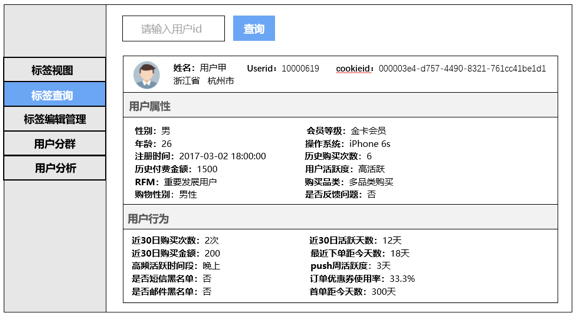 请输入用户id
查询
标签视图
标签查询
标签编辑管理
用户分群
用户分析
姓名：用户甲 Userid：10000619 cookieid：000003e4-d757-4490-8321-761cc41be1d1
浙江省 杭州市
用户属性
性别：男 会员等级：金卡会员
年龄：26 操作系统：iPhone 6s
注册时间：2017-03-02 18:00:00 历史购买次数：6
历史付费金额：1500 用户活跃度：高活跃
RFM：重要发展用户 购买品类：多品类购买
购物性别：男性 是否反馈问题：否
用户行为
近30日购买次数：2次 近30日活跃天数：12天
近30日购买金额：200 最近下单距今天数：18天
高频活跃时间段：晚上 push周活跃度：3天
是否短信黑名单：否 订单优惠券使用率：33.3%
是否邮件黑名单：否 首单距今天数：300天